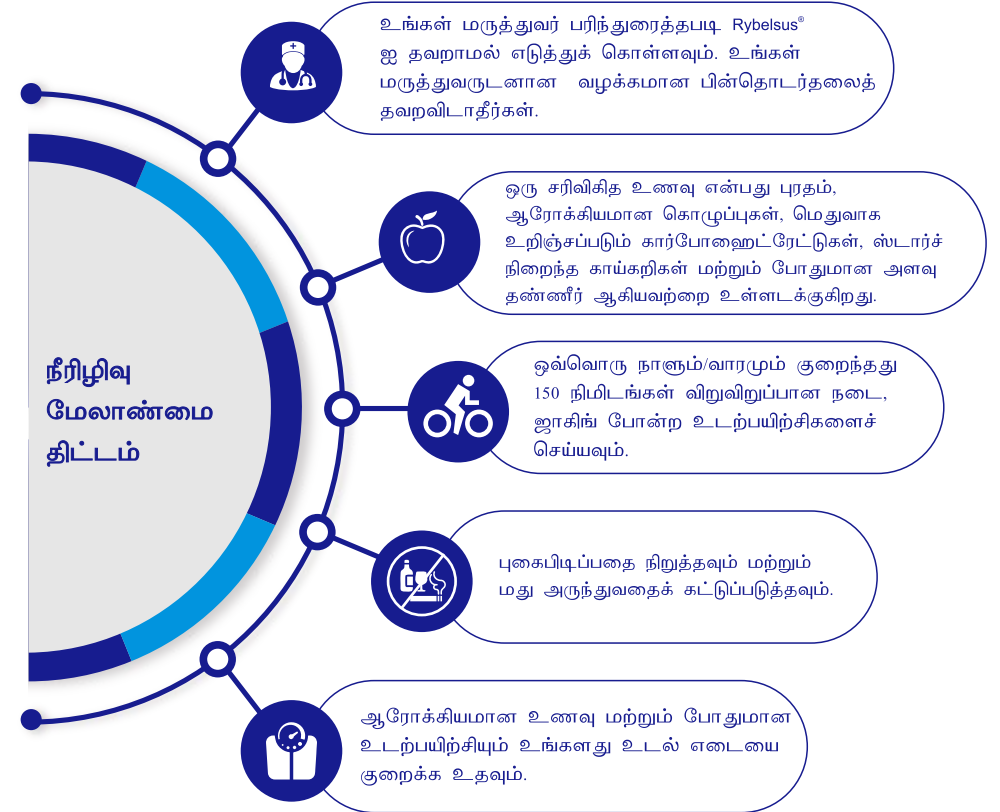 உங்கள் மருத்துவர் பரிந்துரைத்தபடி Rybelsus®
ஐ தவறாமல் எடுத்துக் கொள்ளவும். உங்கள்
மருத்துவருடனான வழக்கமான பின்தொடர்தலைத்
தவறவிடாதீர்கள்.
ஒரு சரிவிகித உணவு என்பது புரதம்,
ஆரோக்கியமான கொழுப்புகள், மெதுவாக
உறிஞ்சப்படும் கார்போஹைட்ரேட்டுகள், ஸ்டார்ச்
நிறைந்த காய்கறிகள் மற்றும் போதுமான அளவு
தண்ணீர் ஆகியவற்றை உள்ளடக்குகிறது.
நீரிழிவு
மேலாண்மை
திட்டம்
ஒவ்வொரு நாளும்/வாரமும் குறைந்தது
150 நிமிடங்கள் விறுவிறுப்பான நடை,
ஜாகிங் போன்ற உடற்பயிற்சிகளைச்
செய்யவும்.
புகைபிடிப்பதை நிறுத்தவும் மற்றும்
மது அருந்துவதைக் கட்டுப்படுத்தவும்.
ஆரோக்கியமான உணவு மற்றும் போதுமான
உடற்பயிற்சியும் உங்களது உடல் எடையை
குறைக்க உதவும்.